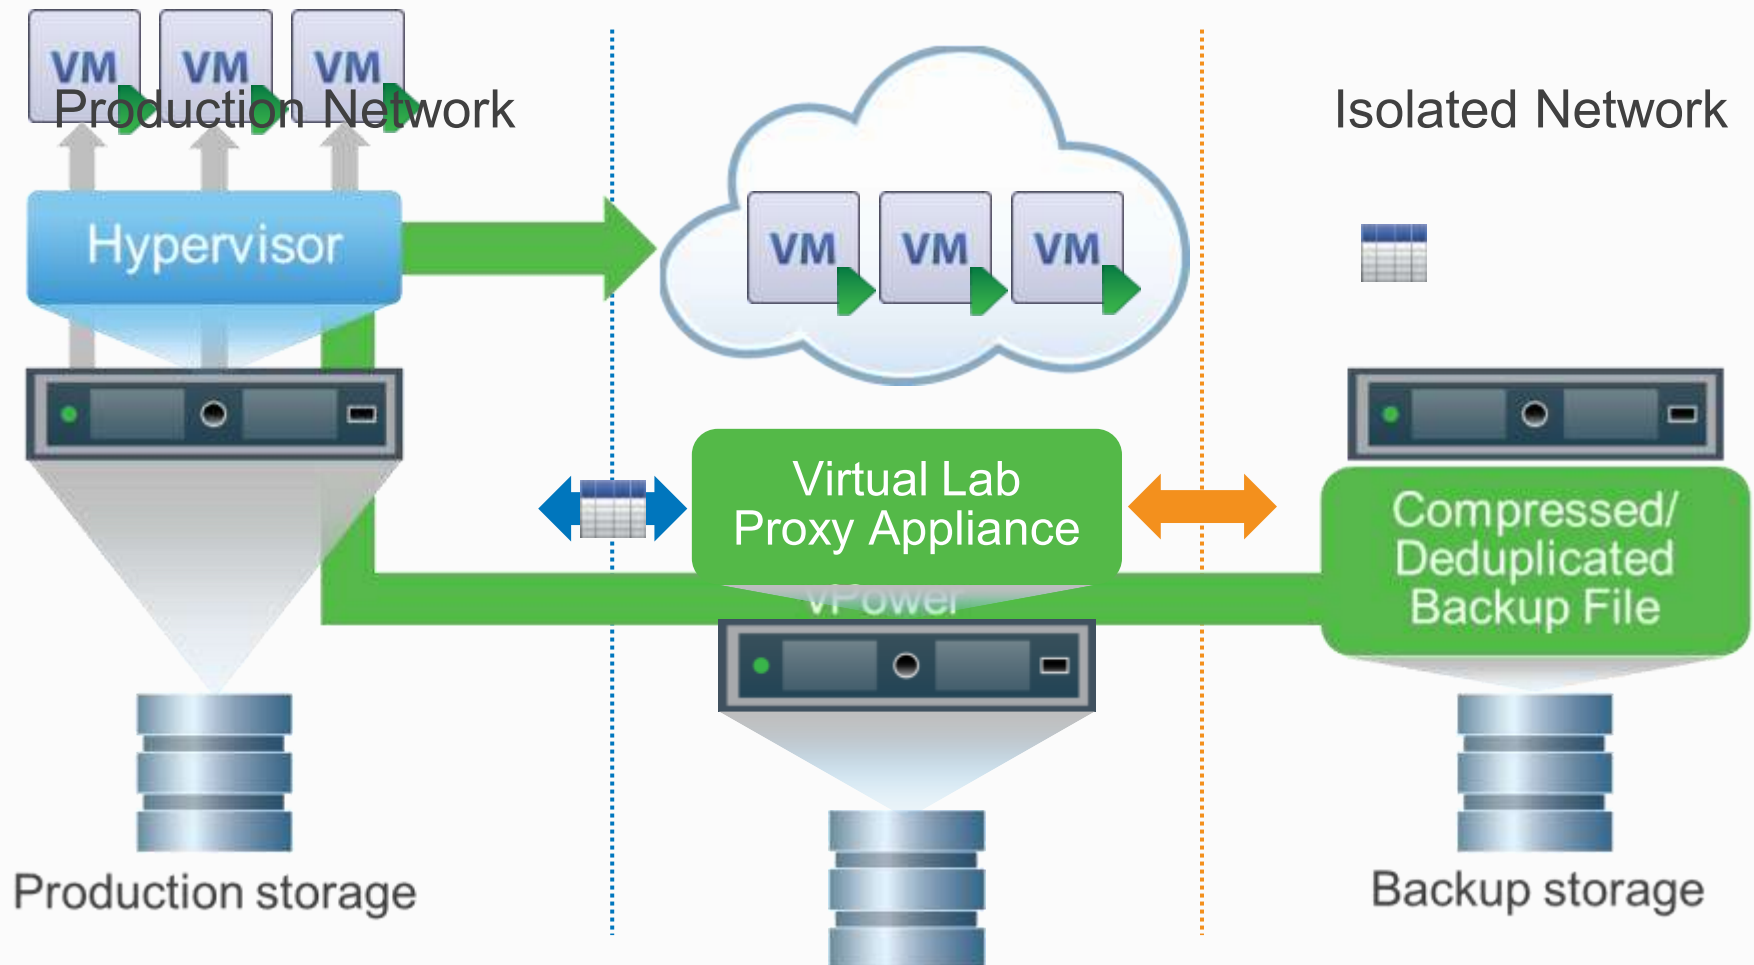 VM VM VM
Production Network
Isolated Network
Hypervisor
VM VM VM
Virtual Lab
Proxy Appliance
vPower
Compressed/
Deduplicated
Backup File
Production storage
Backup storage